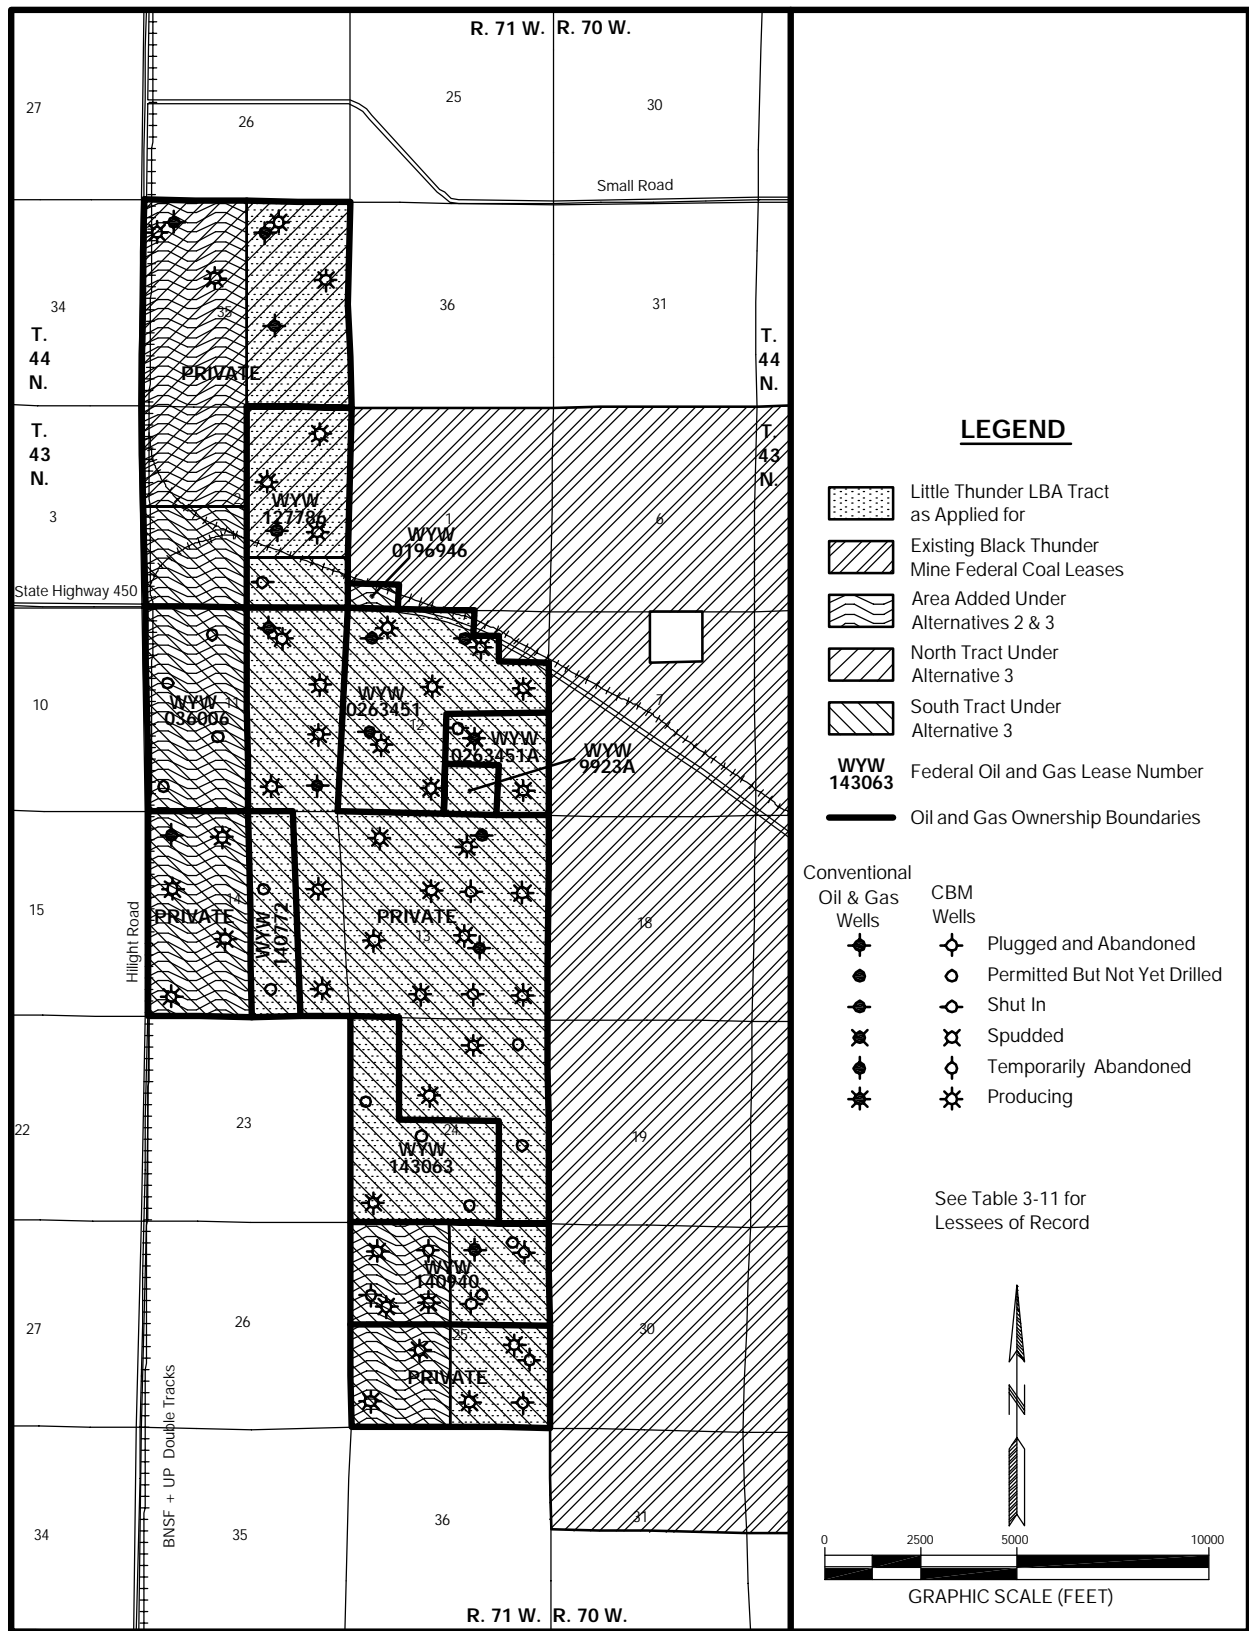 R. 71 W. R. 70 W.
27
26
25
30
Small Road
34
35
36
31
T.
44
N.
T.
44
N.
PRIVATE
T.
43
N.
T.
43
N.
3
2
1
6
WYW
127786
WYW
0196946
State Highway 450
10
11
12
7
WYW
036006
WYW
0263451
WYW
0263451A
WYW
9923A
15
14
13
18
PRIVATE
WYW
140772
PRIVATE
Hilight Road
22
23
24
19
WYW
143063
27
26
25
30
WYW
140940
PRIVATE
BNSF + UP Double Tracks
34
35
36
31
R. 71 W. R. 70 W.
LEGEND
Little Thunder LBA Tract
as Applied for
Existing Black Thunder
Mine Federal Coal Leases
Area Added Under
Alternatives 2 & 3
North Tract Under
Alternative 3
South Tract Under
Alternative 3
WYW
143063
Federal Oil and Gas Lease Number
Oil and Gas Ownership Boundaries
Conventional
Oil & Gas
Wells
CBM
Wells
Plugged and Abandoned
Permitted But Not Yet Drilled
Shut In
Spudded
Temporarily Abandoned
Producing
See Table 3-11 for
Lessees of Record
N
0 2500 5000 10000
GRAPHIC SCALE (FEET)